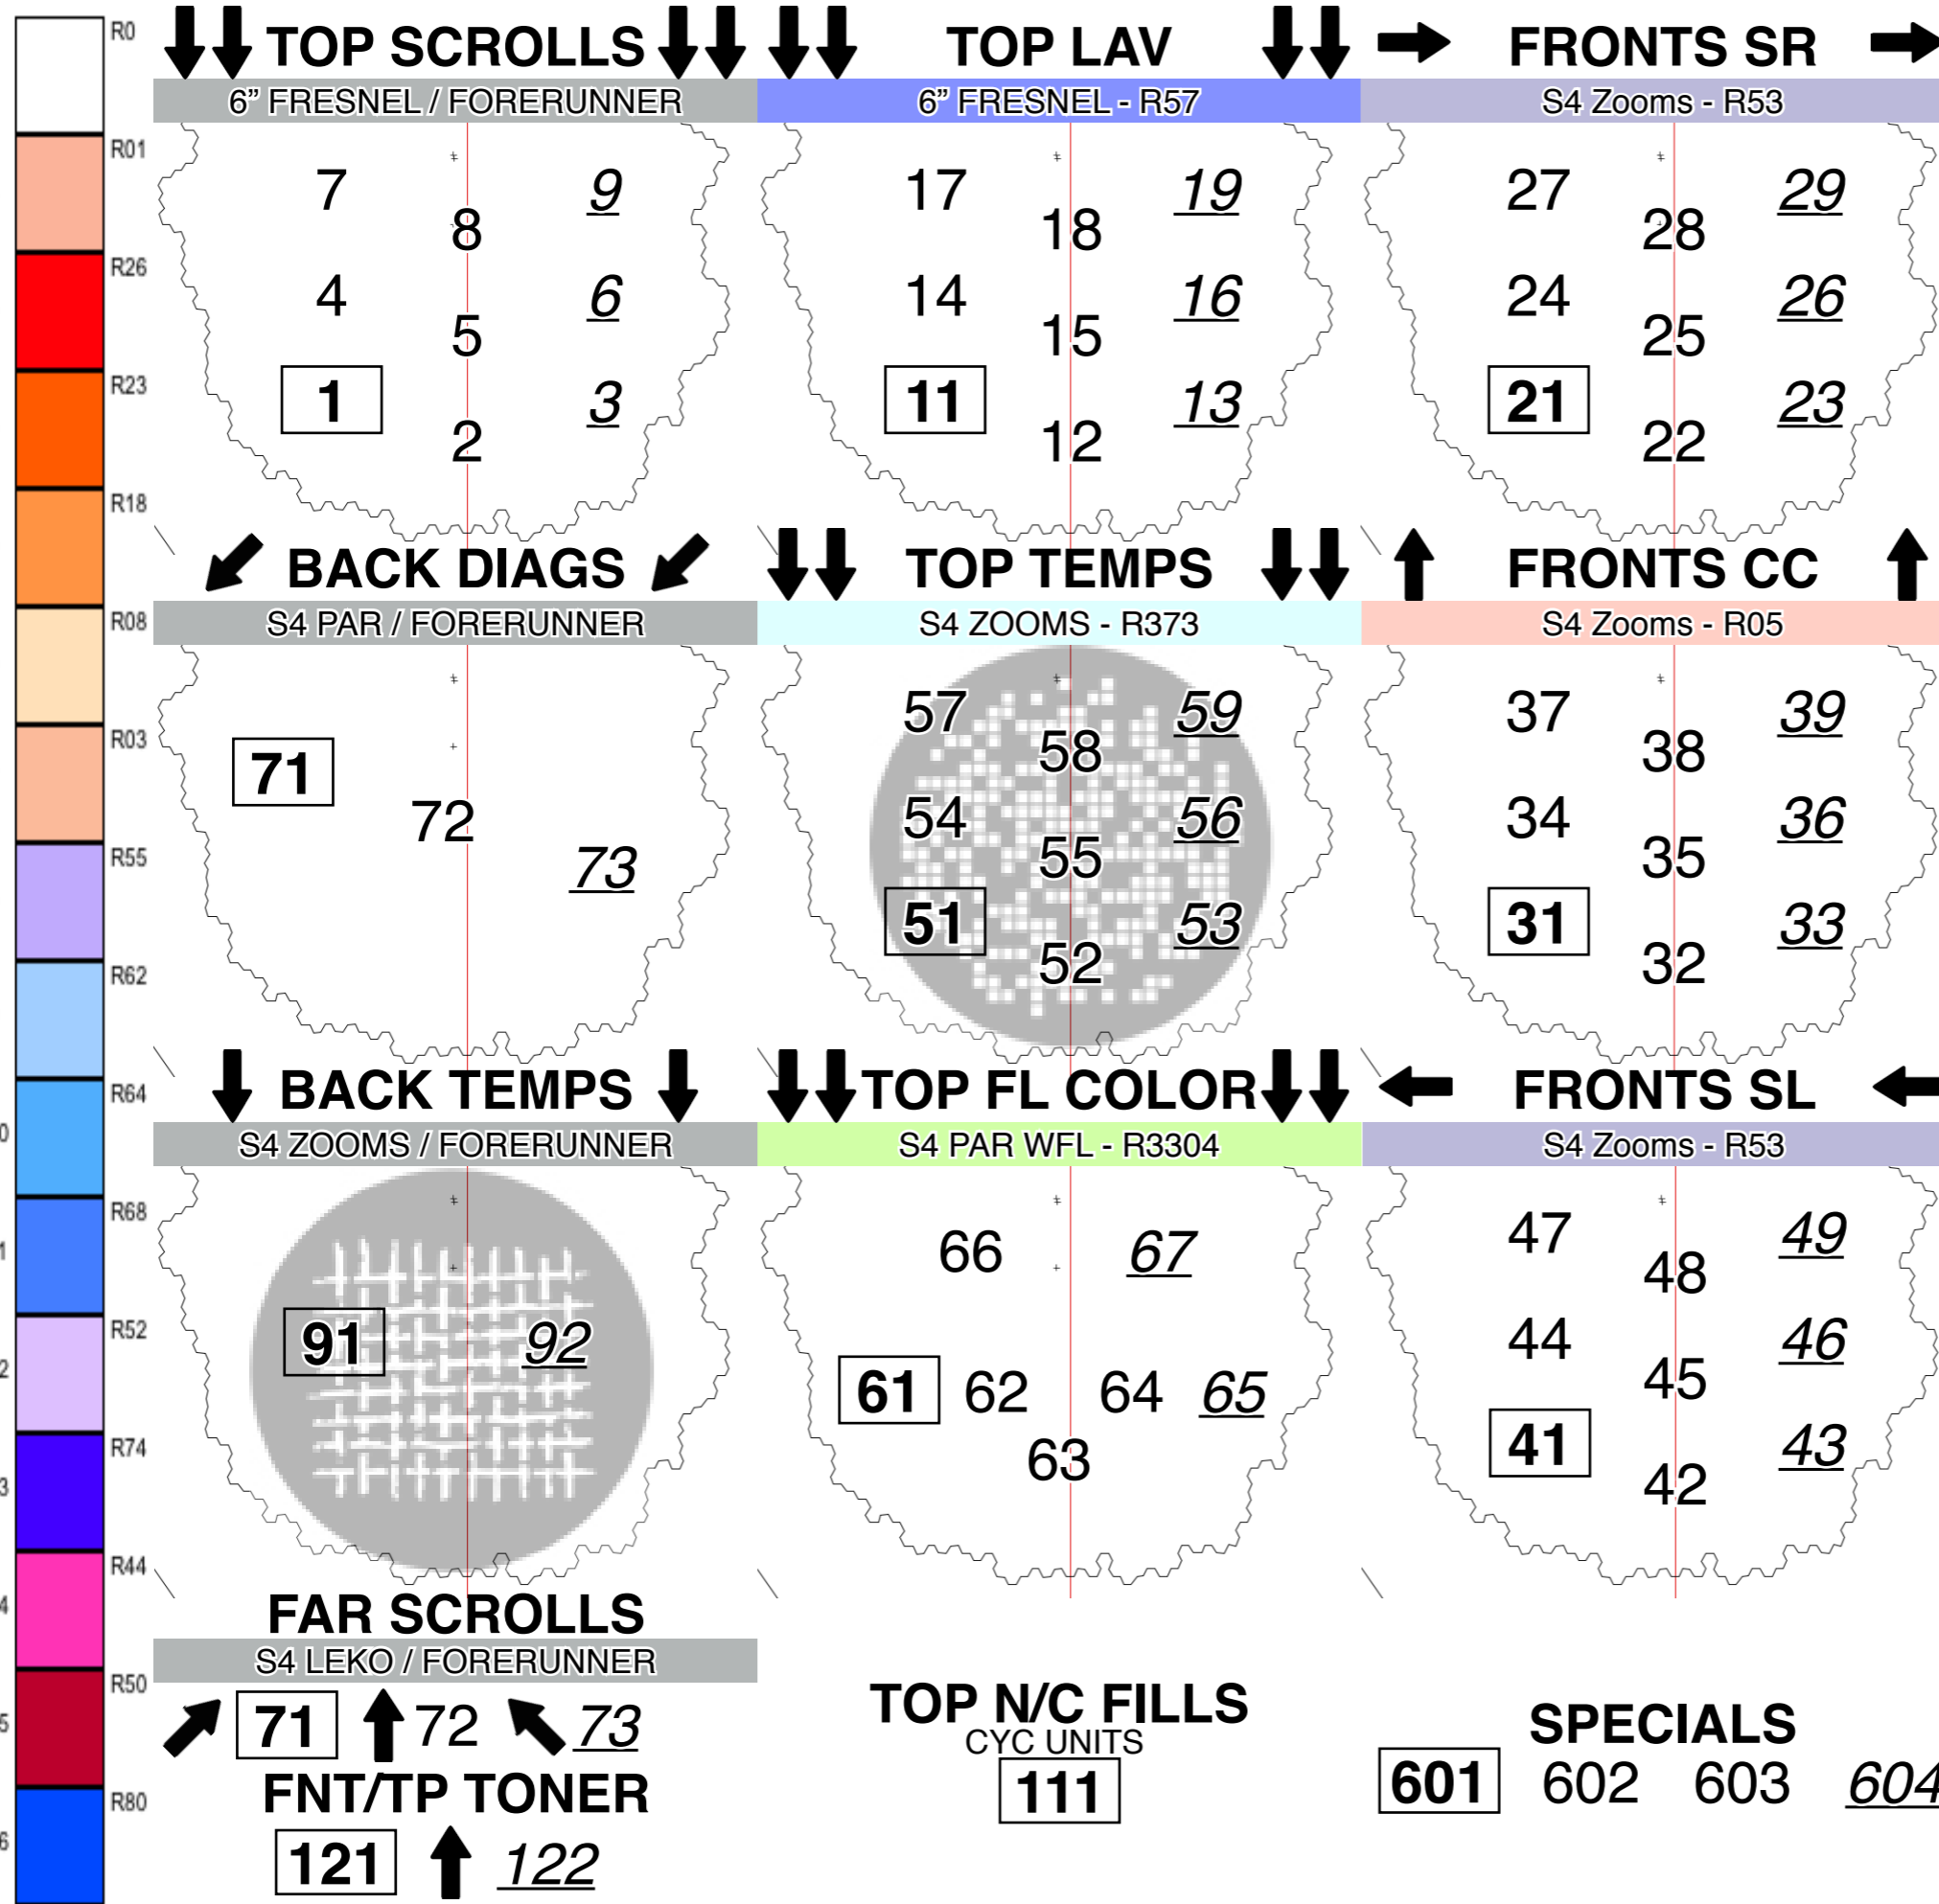 R0
R01
R26
R23
R18
R08
R03
R55
R62
R64
R68
R52
R74
R44
R50
R80
0
1
2
3
4
5
6
TOP SCROLLS
6” FRESNEL / FORERUNNER
7 8 9
4 5 6
1 2 3
TOP LAV
6” FRESNEL - R57
17 18 19
14 15 16
11 12 13
FRONTS SR
S4 Zooms - R53
27 28 29
24 25 26
21 22 23
BACK DIAGS
S4 PAR / FORERUNNER
71 72 73
TOP TEMPS
S4 ZOOMS - R373
57 58 59
54 55 56
51 52 53
FRONTS CC
S4 Zooms - R05
37 38 39
34 35 36
31 32 33
BACK TEMPS
S4 ZOOMS / FORERUNNER
91 92
TOP FL COLOR
S4 PAR WFL - R3304
66 67
61 62 64 65
63
FRONTS SL
S4 Zooms - R53
47 48 49
44 45 46
41 42 43
FAR SCROLLS
S4 LEKO / FORERUNNER
71 72 73
FNT/TP TONER
121 122
TOP N/C FILLS
CYC UNITS
111
SPECIALS
601 602 603 604